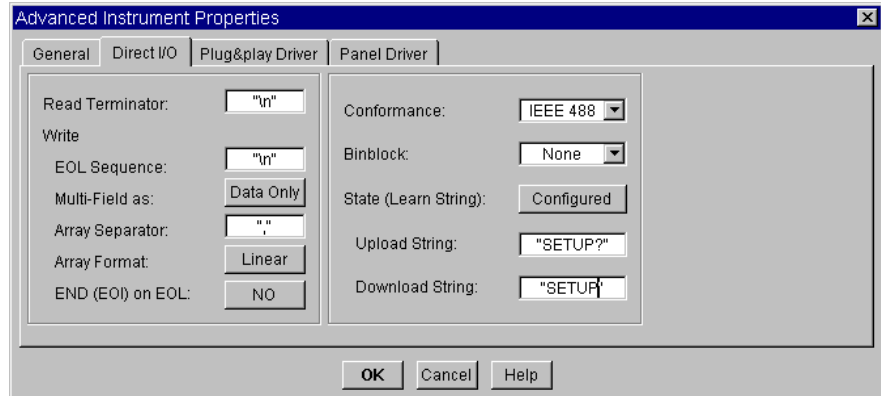 Advanced Instrument Properties
General Direct I/O Plug&play Driver Panel Driver
Read Terminator: "\n"
Write
EOL Sequence: "\n"
Multi-Field as: Data Only
Array Separator: ","
Array Format: Linear
END (EOI) on EOL: NO
Conformance: IEEE 488
Binblock: None
State (Learn String): Configured
Upload String: "SETUP?"
Download String: "SETUP"
OK Cancel Help